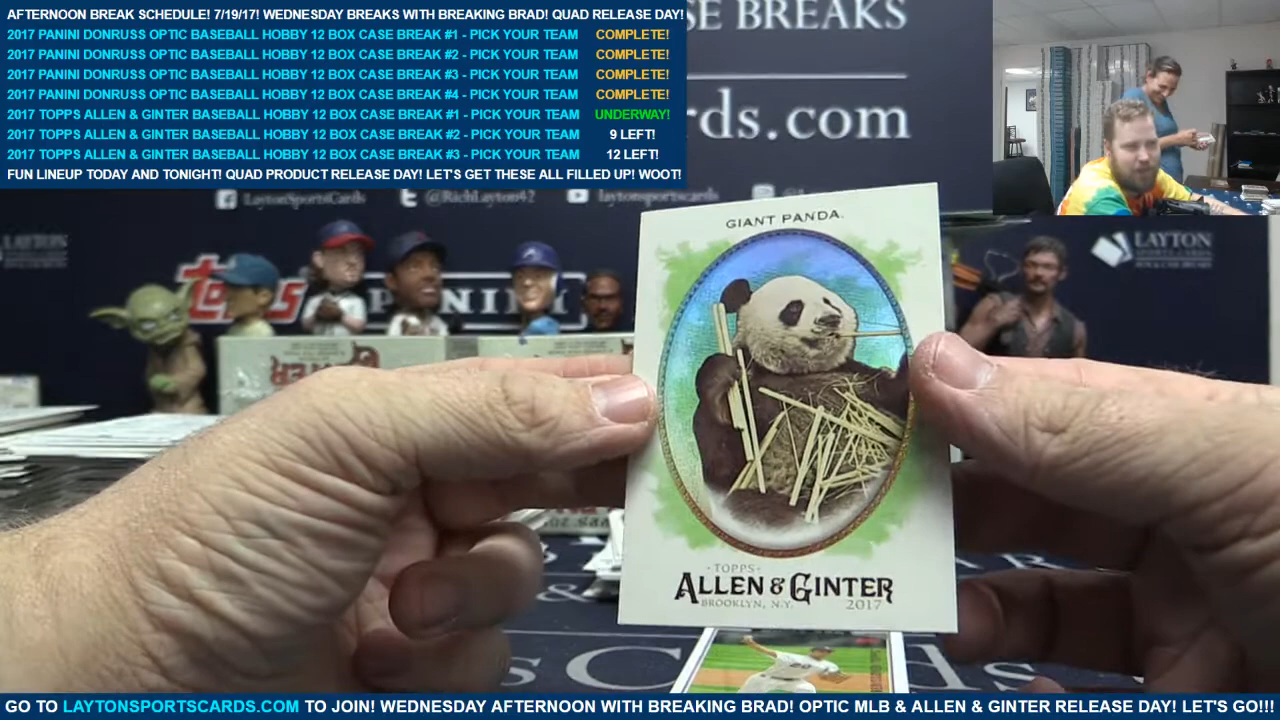 AFTERNOON BREAK SCHEDULE! 7/19/17! WEDNESDAY BREAKS WITH BREAKING BRAD! QUAD RELEASE DAY!
2017 PANINI DONRUSS OPTIC BASEBALL HOBBY 12 BOX CASE BREAK #1 - PICK YOUR TEAM COMPLETE!
2017 PANINI DONRUSS OPTIC BASEBALL HOBBY 12 BOX CASE BREAK #2 - PICK YOUR TEAM COMPLETE!
2017 PANINI DONRUSS OPTIC BASEBALL HOBBY 12 BOX CASE BREAK #3 - PICK YOUR TEAM COMPLETE!
2017 PANINI DONRUSS OPTIC BASEBALL HOBBY 12 BOX CASE BREAK #4 - PICK YOUR TEAM COMPLETE!
2017 TOPPS ALLEN & GINTER BASEBALL HOBBY 12 BOX CASE BREAK #1 - PICK YOUR TEAM UNDERWAY!
2017 TOPPS ALLEN & GINTER BASEBALL HOBBY 12 BOX CASE BREAK #2 - PICK YOUR TEAM 9 LEFT!
2017 TOPPS ALLEN & GINTER BASEBALL HOBBY 12 BOX CASE BREAK #3 - PICK YOUR TEAM 12 LEFT!
FUN LINEUP TODAY AND TONIGHT! QUAD PRODUCT RELEASE DAY! LET'S GET THESE ALL FILLED UP! WOOT!
SE BREAKS
rds.com
LaytonSportsCards @RichLayton42 laytonsportscards
LAYTON
topps PANINI
GIANT PANDA.
-TOPPS-
ALLEN & GINTER
BROOKLYN, N.Y. 2017
GO TO LAYTONSPORTSCARDS.COM TO JOIN! WEDNESDAY AFTERNOON WITH BREAKING BRAD! OPTIC MLB & ALLEN & GINTER RELEASE DAY! LET'S GO!!!